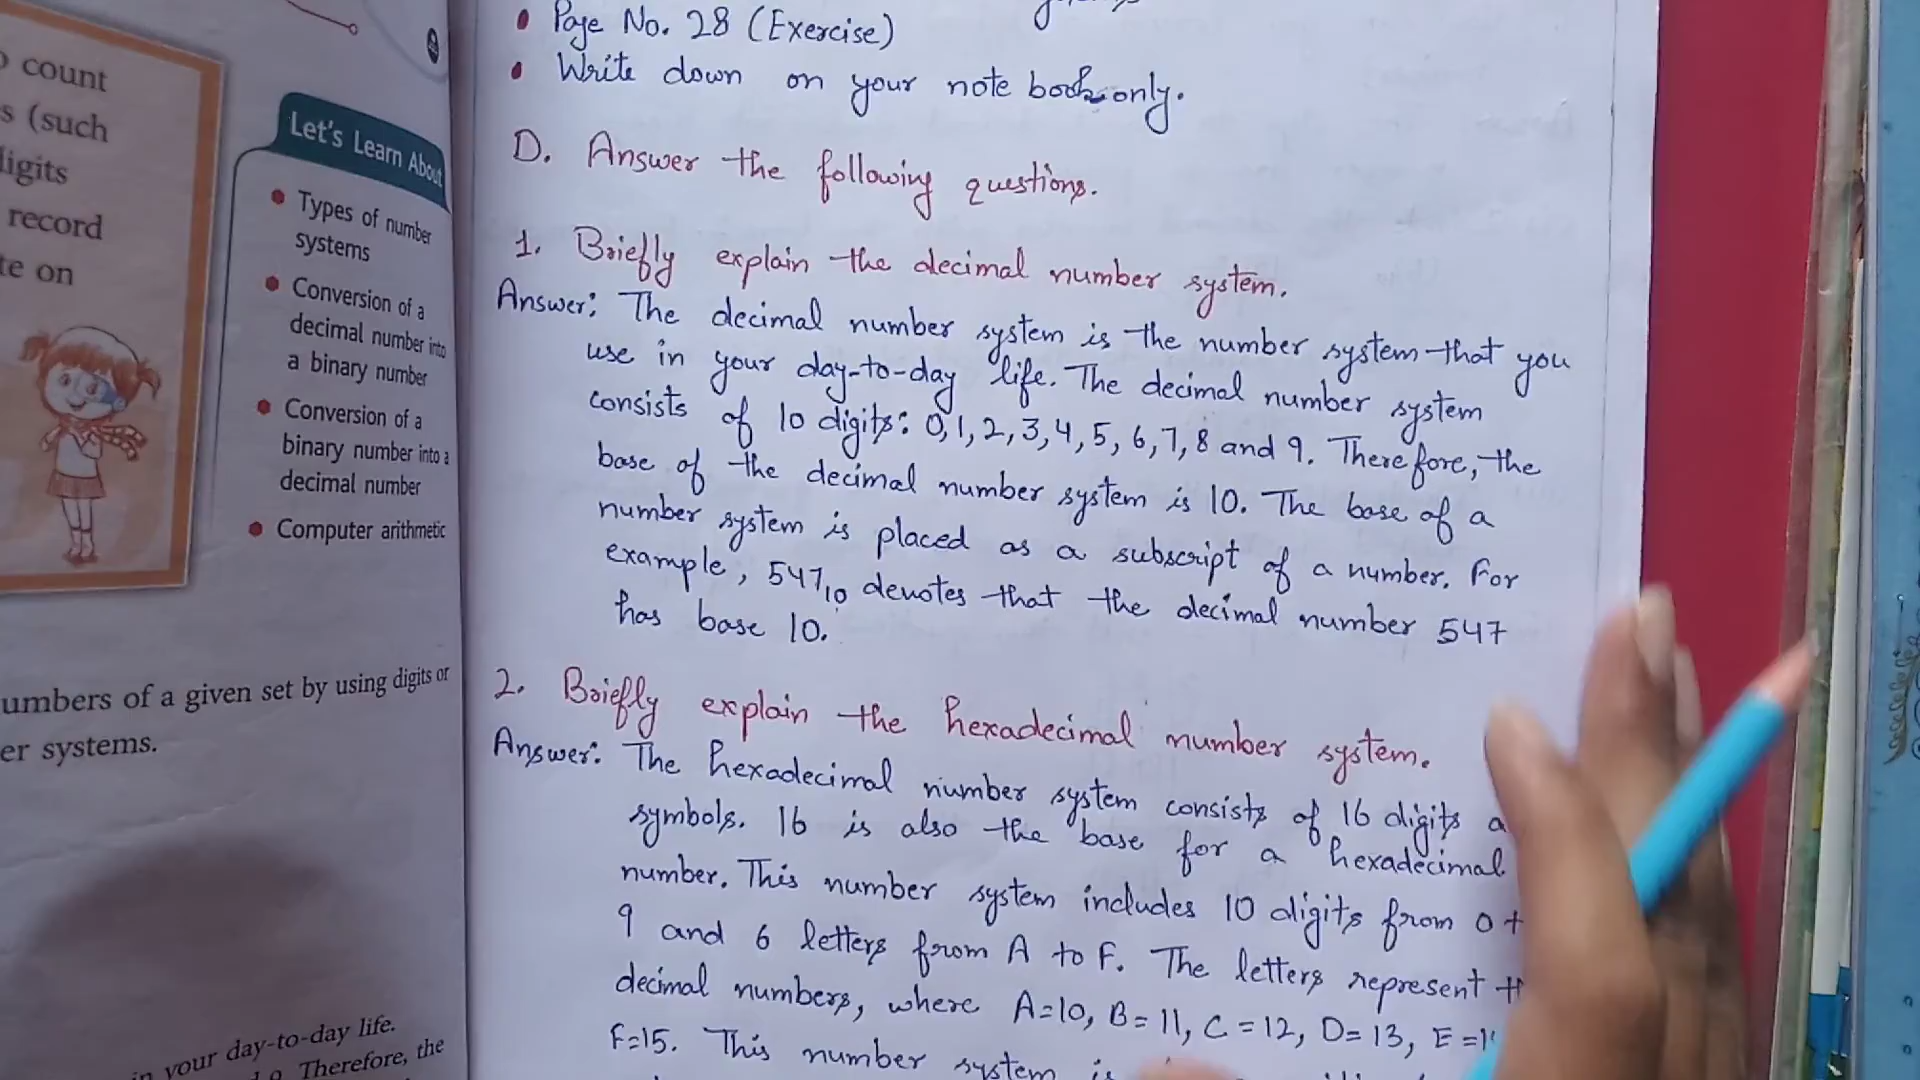 count
s (such
digits
record
te on
Let's Learn About
Types of number
systems
Conversion of a
decimal number into
a binary number
Conversion of a
binary number into a
decimal number
Computer arithmetic
umbers of a given set by using digits or
er systems.
in your day-to-day life.
9. Therefore, the
• Page No. 28 (Exercise)
• Write down on your note book only.
D. Answer the following questions.
1. Briefly explain the decimal number system.
Answer: The decimal number system is the number system that you
use in your day-to-day life. The decimal number system
consists of 10 digits: 0,1,2,3,4,5,6,7,8 and 9. Therefore, the
base of the decimal number system is 10. The base of a
number system is placed as a subscript of a number. For
example, 547₁₀ denotes that the decimal number 547
has base 10.
2. Briefly explain the hexadecimal number system.
Answer: The hexadecimal number system consists of 16 digits a
symbols. 16 is also the base for a hexadecimal
number. This number system includes 10 digits from 0 t
9 and 6 letters from A to F. The letters represent t
decimal numbers, where A=10, B=11, C=12, D=13, E=1
F=15. This number system is